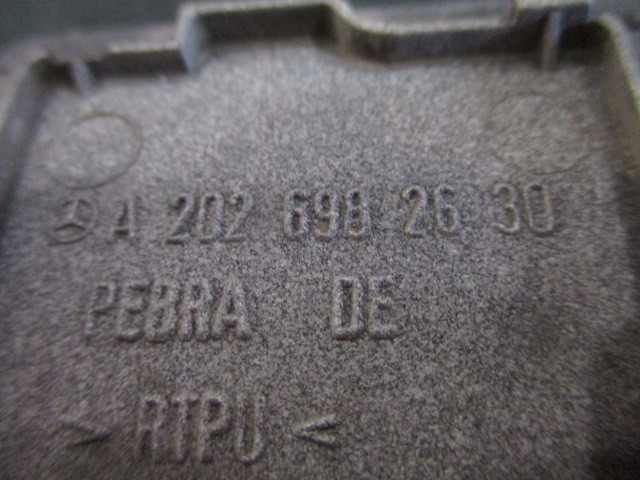 A 202 698 26 30
PEBRA DE
> RTPU <